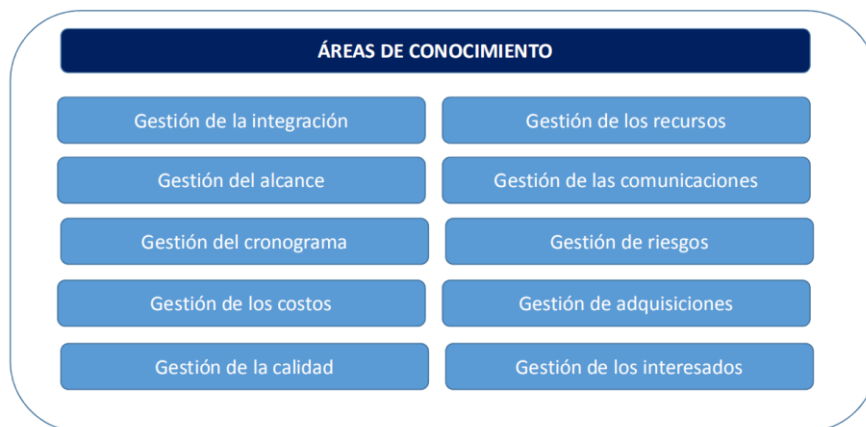 ÁREAS DE CONOCIMIENTO
Gestión de la integración
Gestión de los recursos
Gestión del alcance
Gestión de las comunicaciones
Gestión del cronograma
Gestión de riesgos
Gestión de los costos
Gestión de adquisiciones
Gestión de la calidad
Gestión de los interesados